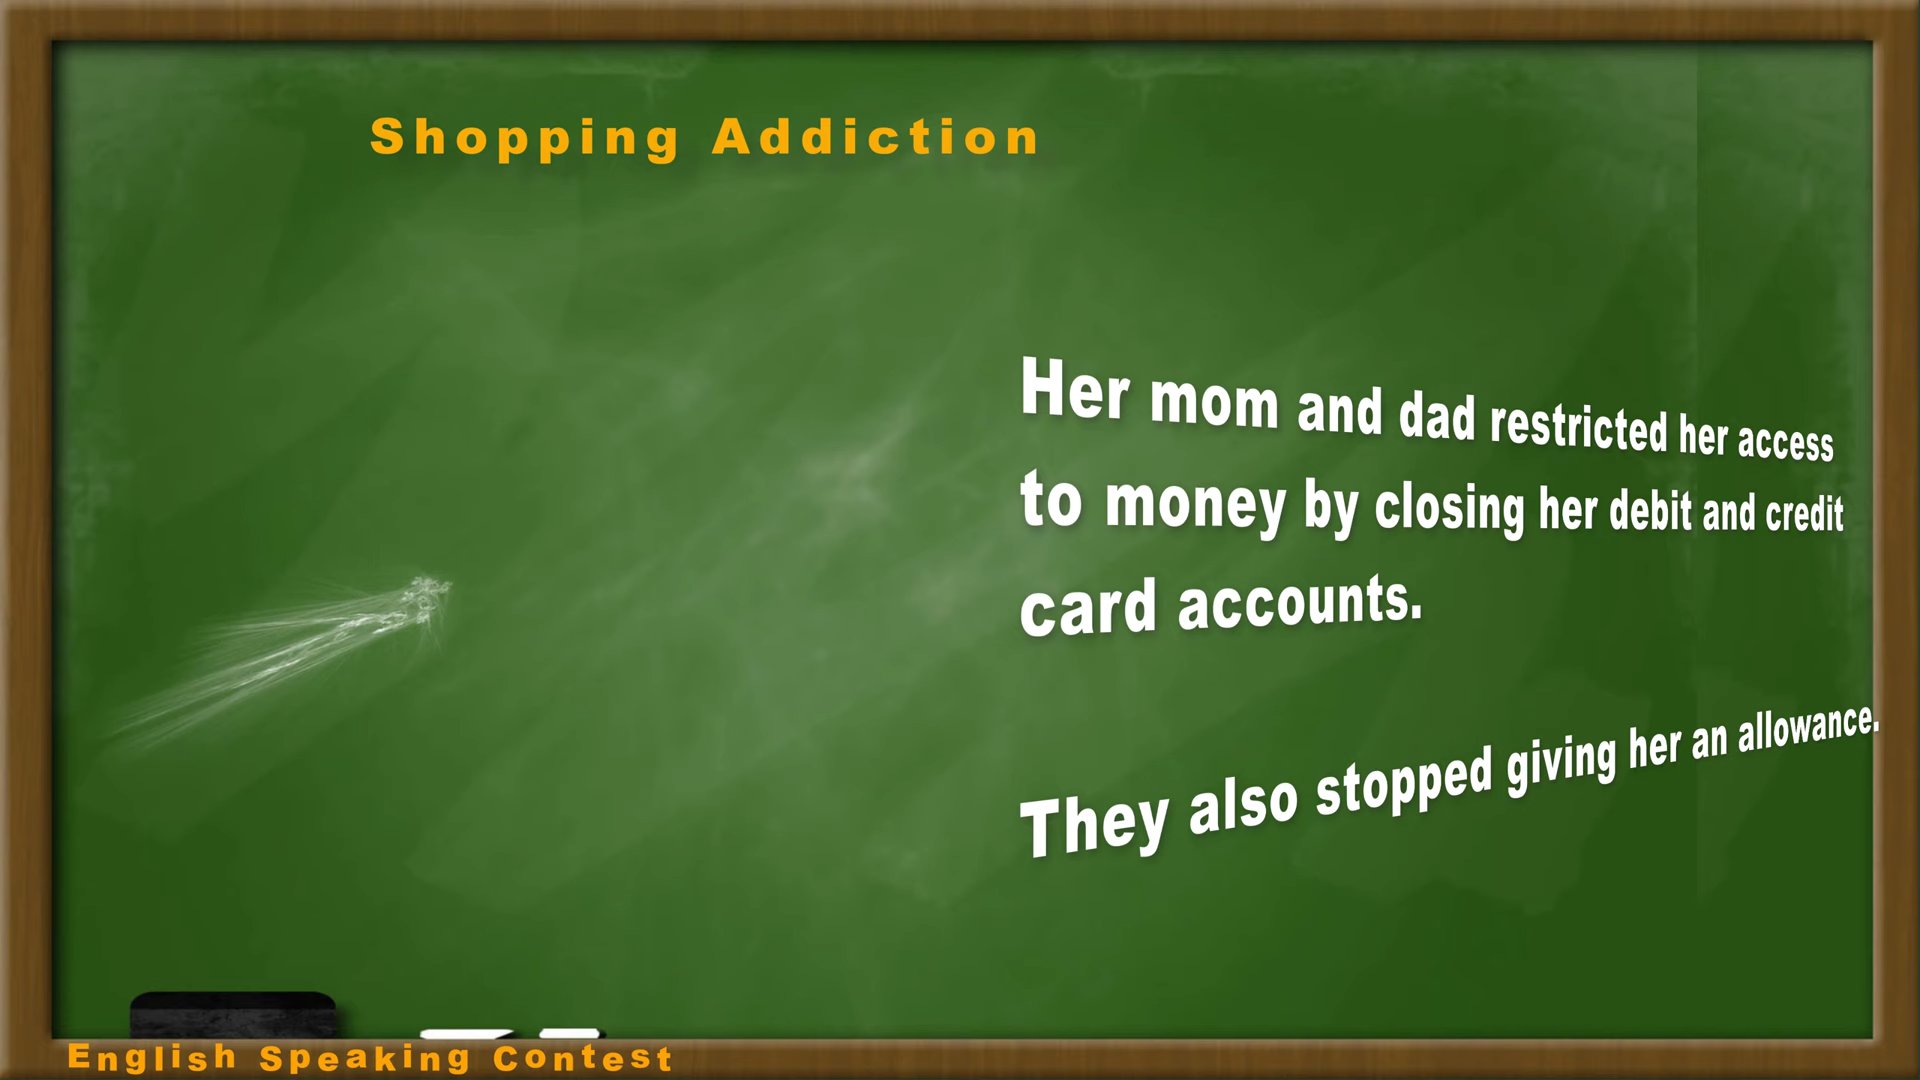 Shopping Addiction
Her mom and dad restricted her access
to money by closing her debit and credit
card accounts.
They also stopped giving her an allowance.
English Speaking Contest